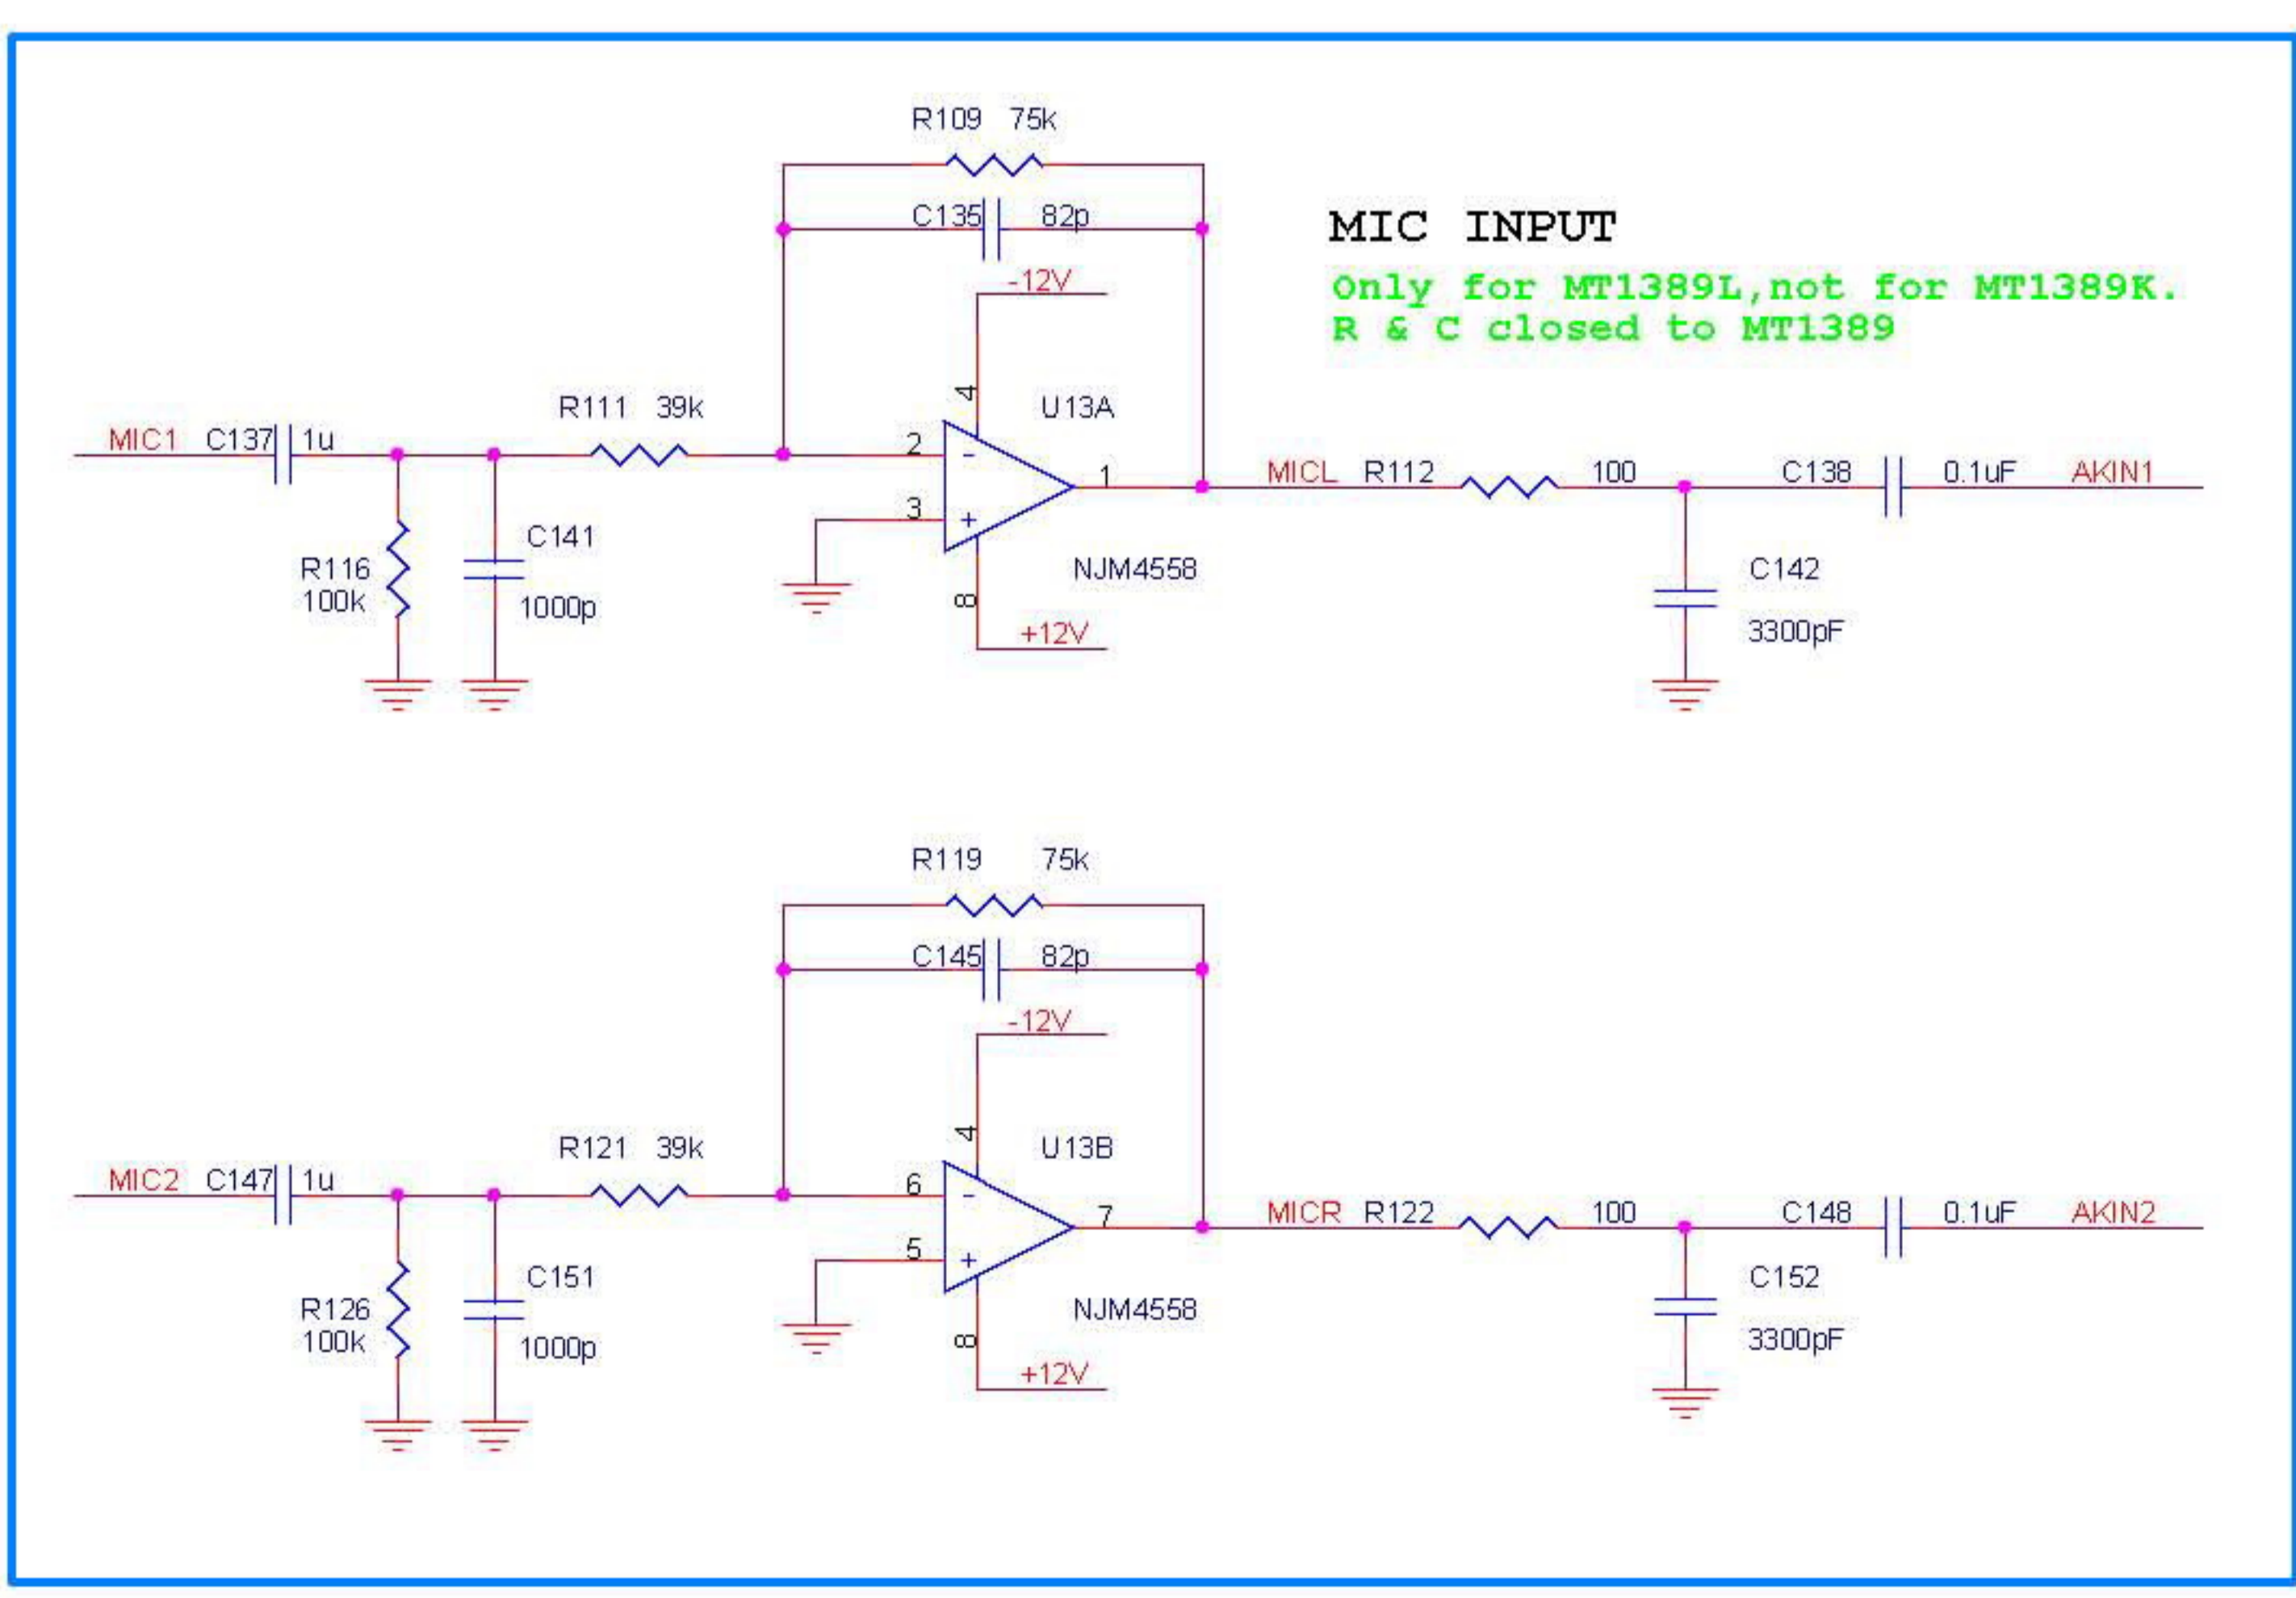 R109 75k
C135 82p
MIC INPUT
-12V
Only for MT1389L,not for MT1389K.
R & C closed to MT1389
4
R111 39k
U13A
MIC1 C137 1u
2
-
1
MICL R112 100
C138 0.1uF AKIN1
3
+
C141
R116
100k
1000p
NJM4558
8
C142
+12V
3300pF
R119 75k
C145 82p
-12V
4
R121 39k
U13B
MIC2 C147 1u
6
-
7
MICR R122 100
C148 0.1uF AKIN2
5
+
C151
R126
100k
1000p
NJM4558
8
C152
+12V
3300pF